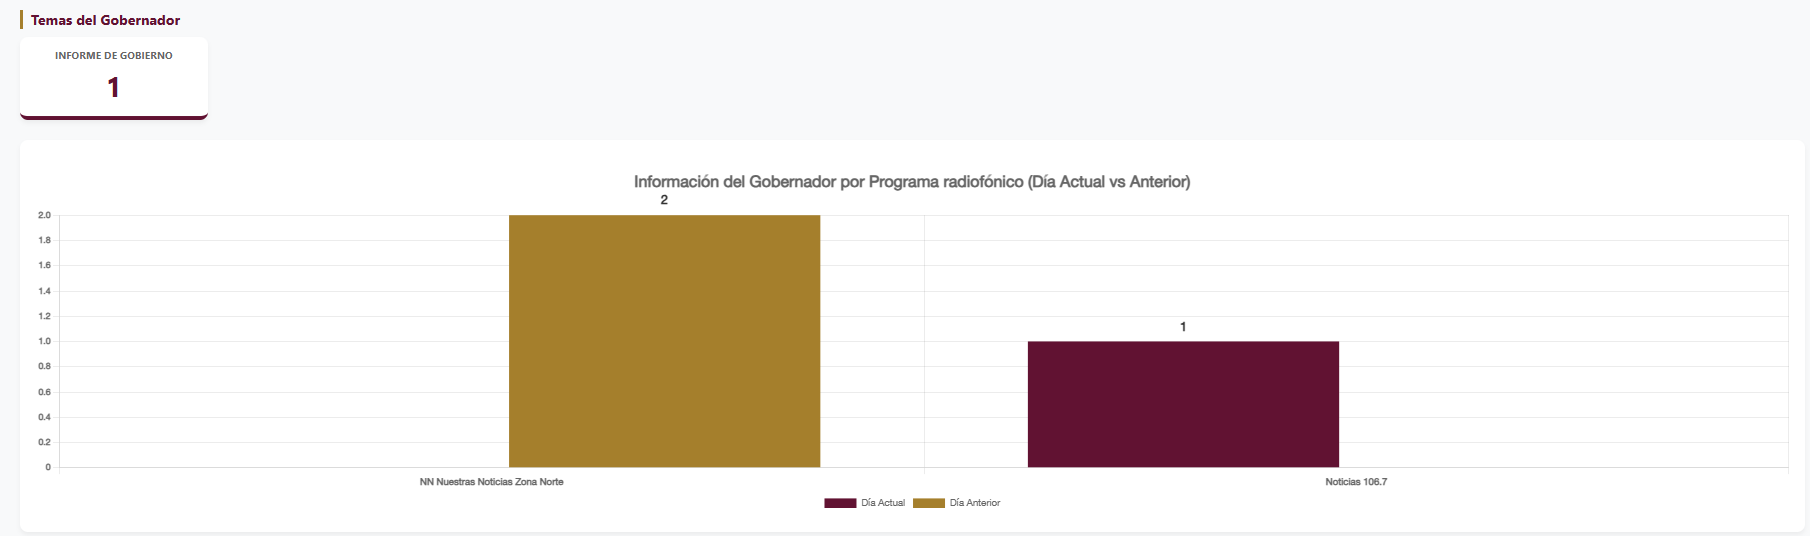 Temas del Gobernador
INFORME DE GOBIERNO
1
Información del Gobernador por Programa radiofónico (Día Actual vs Anterior)
2
2.0
1.8
1.6
1.4
1.2
1
1.0
0.8
0.6
0.4
0.2
0
NN Nuestras Noticias Zona Norte
Noticias 106.7
Día Actual
Día Anterior